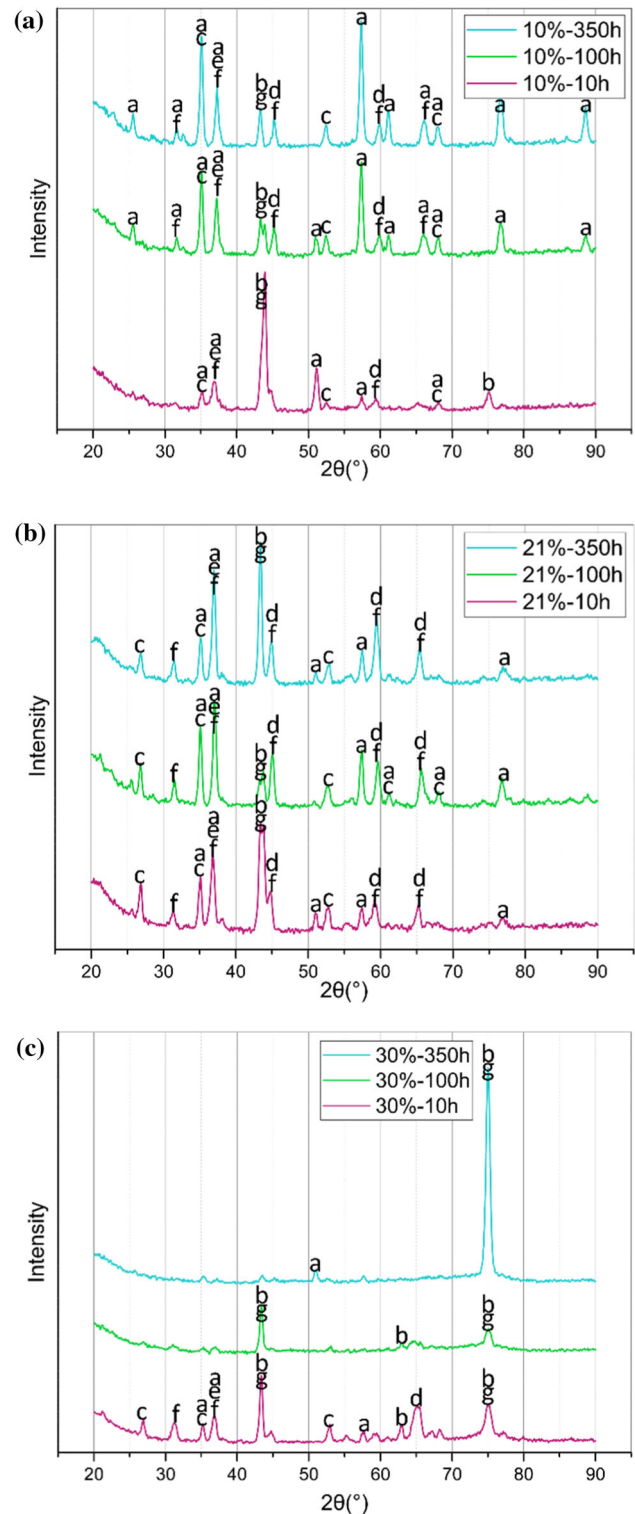 (a)
10%-350h
10%-100h
10%-10h
a a f a c a e f b g d f c a d f a a f a c a a
a a f a c a e f b g d f a c a d f a a f a c a a
a c a e f b g a c a d f a c b
Intensity
20 30 40 50 60 70 80 90
2θ(°)
(b)
21%-350h
21%-100h
21%-10h
c f a c a e f b g d f a c a d f d f a
c f a c a e f b g d f c a d f a c d f a c a
c f a c a e f b g d f a c a d f d f a
Intensity
20 30 40 50 60 70 80 90
2θ(°)
(c)
30%-350h
30%-100h
30%-10h
a b g
b g b b g
c f a c a e f b g c a b d b g
Intensity
20 30 40 50 60 70 80 90
2θ(°)